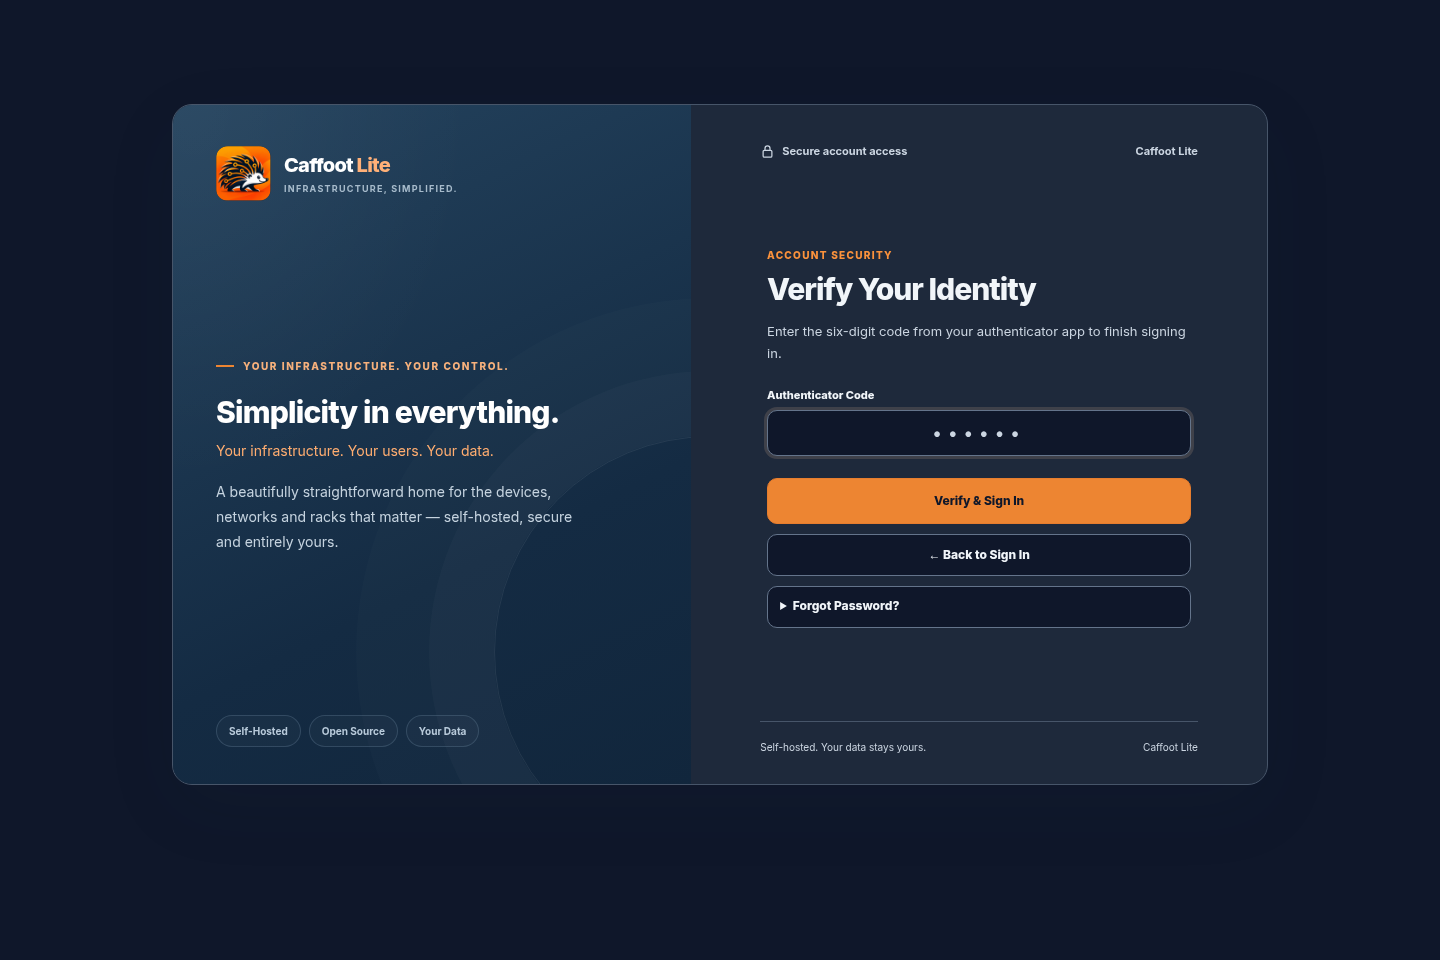 Caffoot Lite
INFRASTRUCTURE, SIMPLIFIED.
YOUR INFRASTRUCTURE. YOUR CONTROL.
Simplicity in everything.
Your infrastructure. Your users. Your data.
A beautifully straightforward home for the devices,
networks and racks that matter — self-hosted, secure
and entirely yours.
Self-Hosted
Open Source
Your Data
Secure account access
Caffoot Lite
ACCOUNT SECURITY
Verify Your Identity
Enter the six-digit code from your authenticator app to finish signing
in.
Authenticator Code
••••••
Verify & Sign In
← Back to Sign In
▶ Forgot Password?
Self-hosted. Your data stays yours.
Caffoot Lite